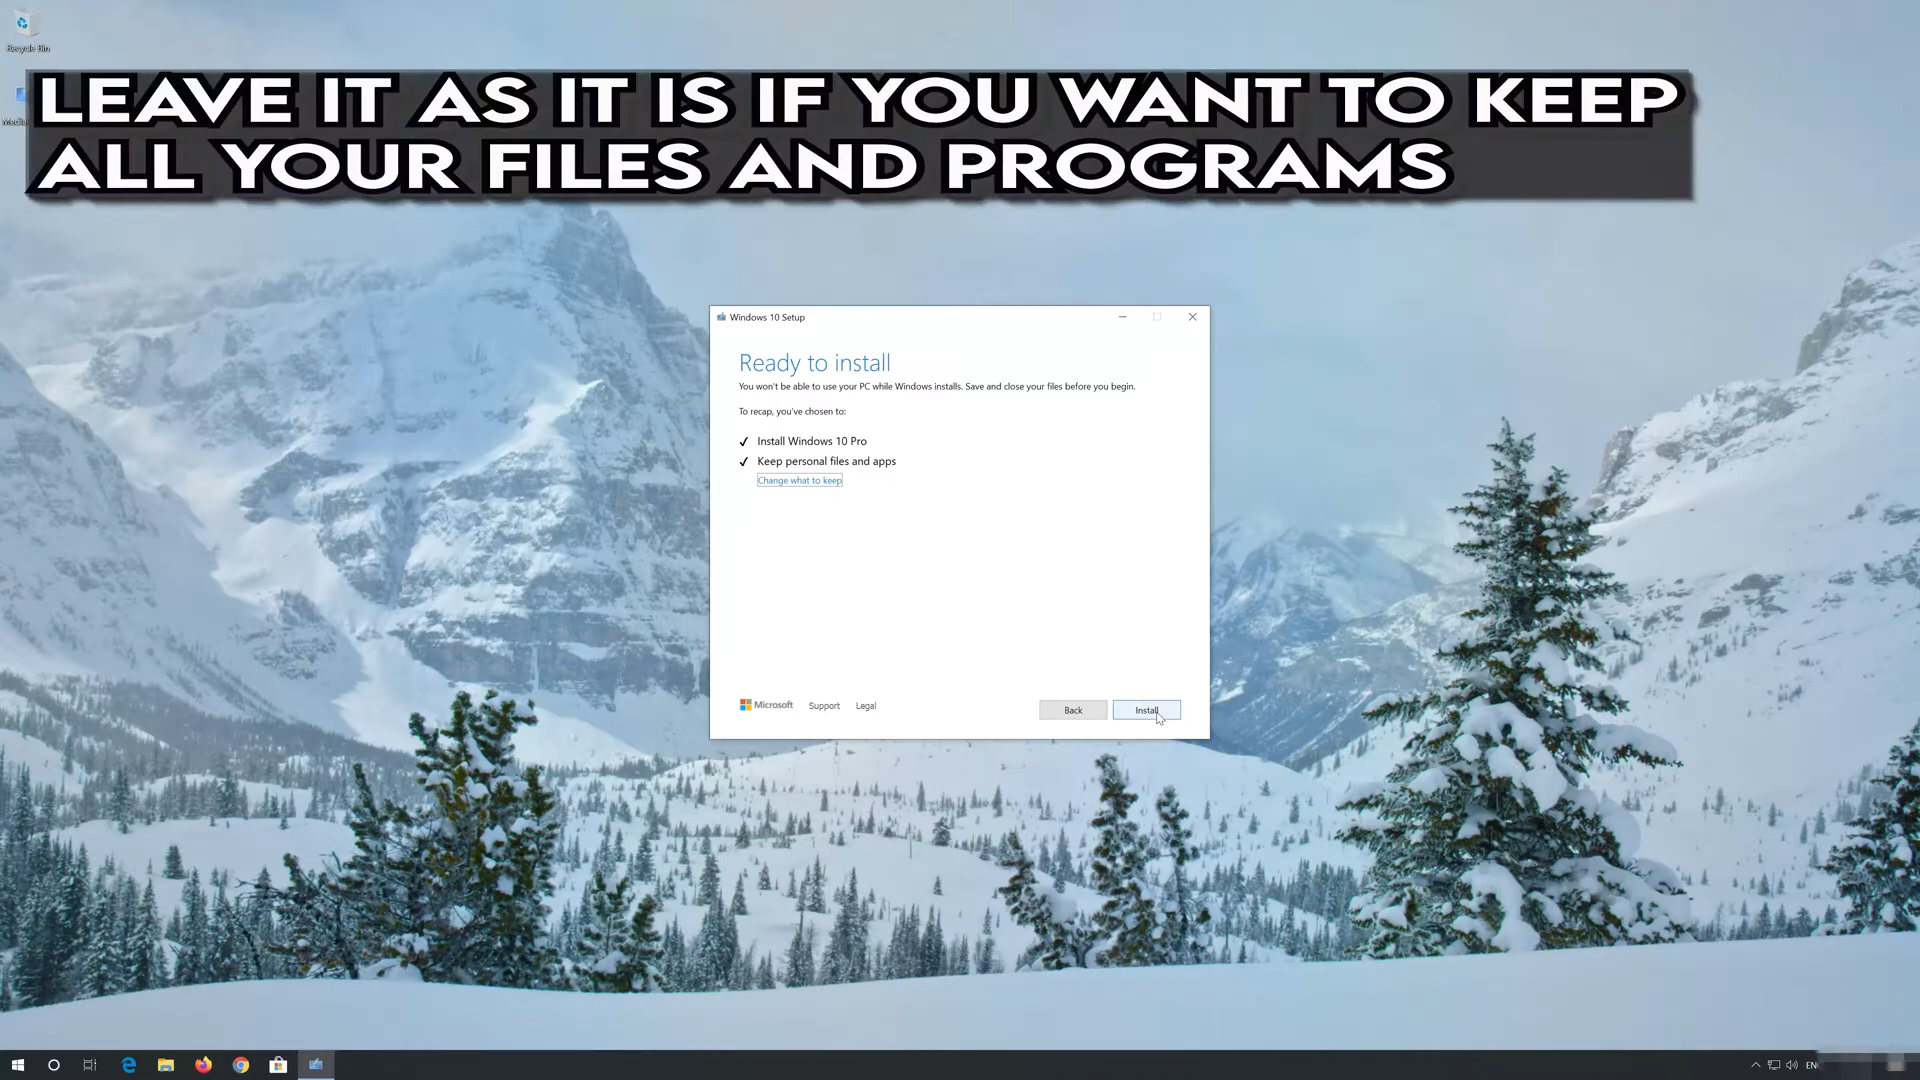 Recycle Bin
LEAVE IT AS IT IS IF YOU WANT TO KEEP
ALL YOUR FILES AND PROGRAMS
Windows 10 Setup
Ready to install
You won't be able to use your PC while Windows installs. Save and close your files before you begin.
To recap, you've chosen to:
Install Windows 10 Pro
Keep personal files and apps
Change what to keep
Microsoft
Support
Legal
Back
Install